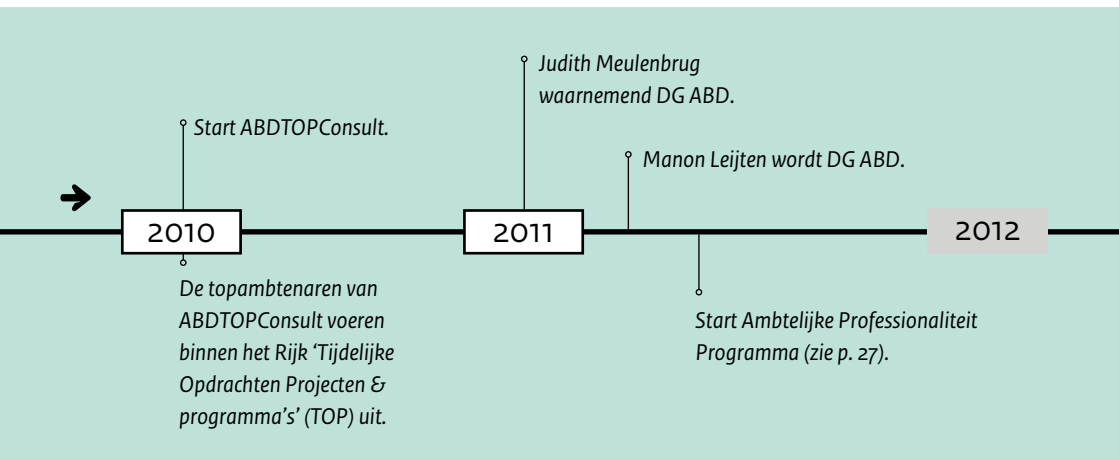 Judith Meulenbrug
waarnemend DG ABD.
Start ABDTOPConsult.
Manon Leijten wordt DG ABD.
2010
2011
2012
De topambtenaren van
ABDTOPConsult voeren
binnen het Rijk ‘Tijdelijke
Opdrachten Projecten &
programma’s’ (TOP) uit.
Start Ambtelijke Professionaliteit
Programma (zie p. 27).